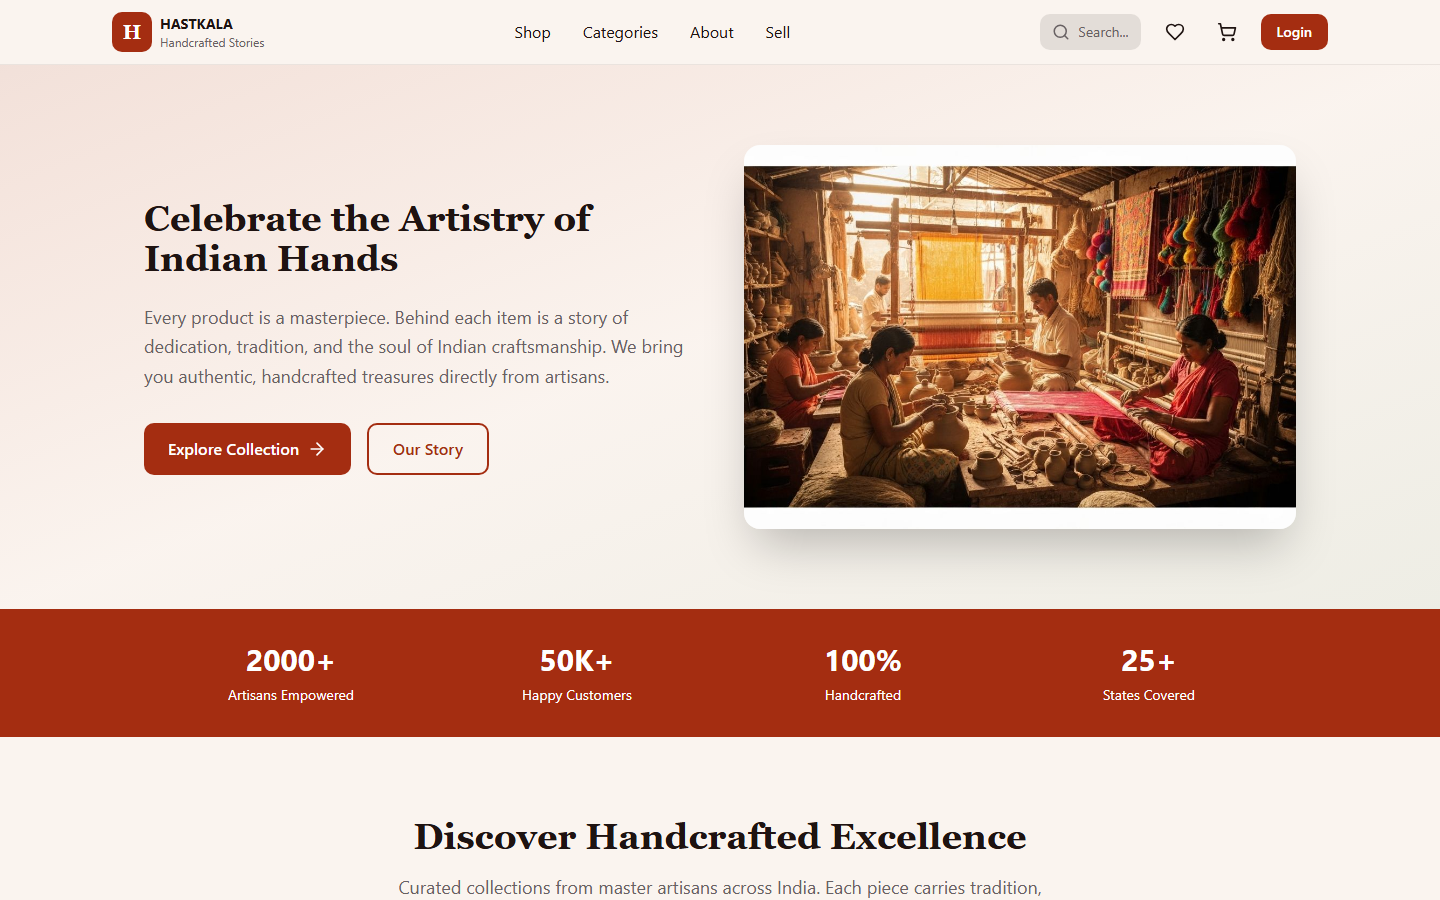 H
HASTKALA
Handcrafted Stories
Shop
Categories
About
Sell
Search...
Login
Celebrate the Artistry of
Indian Hands
Every product is a masterpiece. Behind each item is a story of
dedication, tradition, and the soul of Indian craftsmanship. We bring
you authentic, handcrafted treasures directly from artisans.
Explore Collection →
Our Story
2000+
Artisans Empowered
50K+
Happy Customers
100%
Handcrafted
25+
States Covered
Discover Handcrafted Excellence
Curated collections from master artisans across India. Each piece carries tradition,